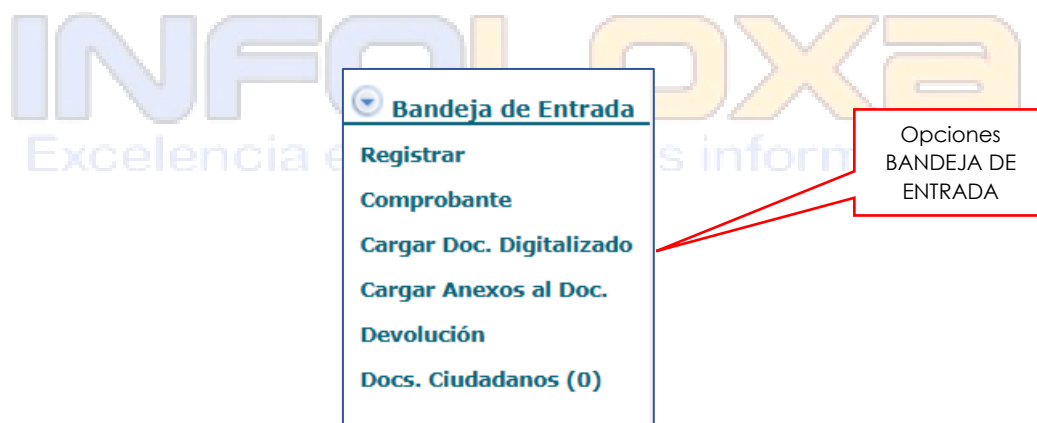 INFOLOXa
Excelencia e s inform
Bandeja de Entrada
Registrar
Comprobante
Cargar Doc. Digitalizado
Cargar Anexos al Doc.
Devolución
Docs. Ciudadanos (0)
Opciones
BANDEJA DE
ENTRADA